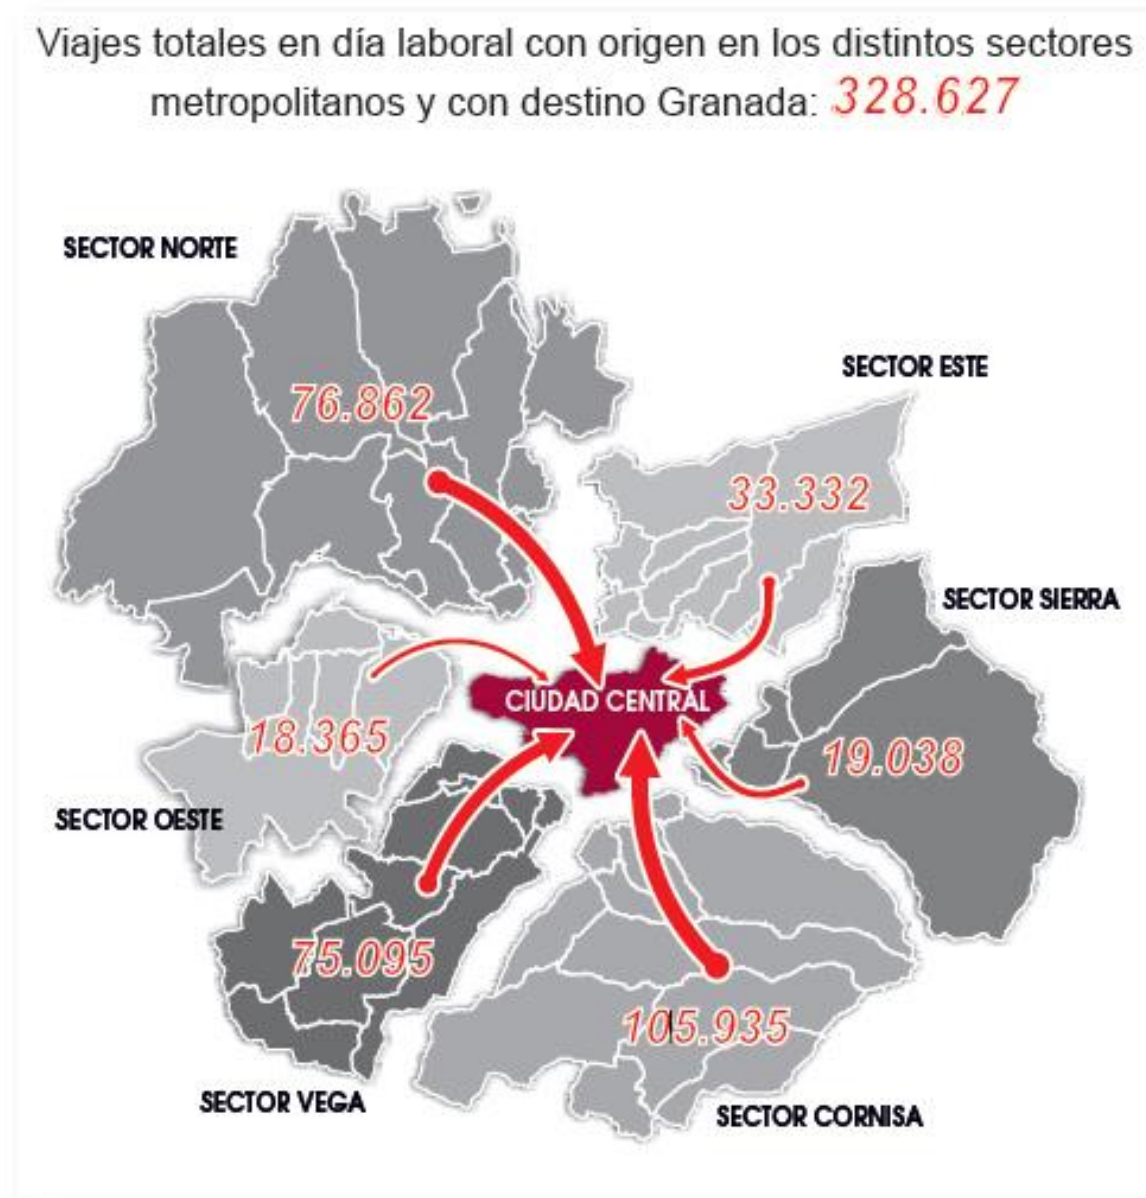 Viajes totales en día laboral con origen en los distintos sectores
metropolitanos y con destino Granada: 328.627
SECTOR NORTE
SECTOR ESTE
76.862
33.332
SECTOR SIERRA
CIUDAD CENTRAL
18.365
19.038
SECTOR OESTE
75.095
105.935
SECTOR VEGA
SECTOR CORNISA